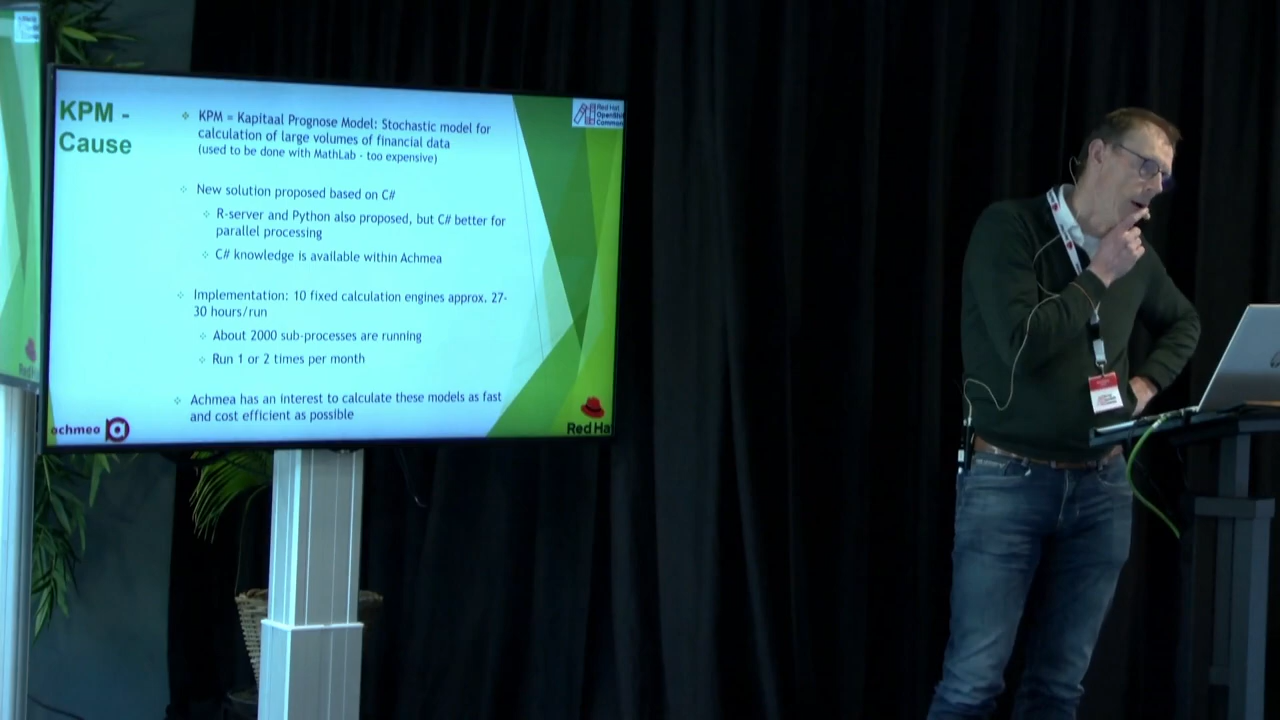 KPM -
Cause
KPM = Kapitaal Prognose Model: Stochastic model for
calculation of large volumes of financial data
(used to be done with MathLab - too expensive)
New solution proposed based on C#
R-server and Python also proposed, but C# better for
parallel processing
C# knowledge is available within Achmea
Implementation: 10 fixed calculation engines approx. 27-
30 hours/run
About 2000 sub-processes are running
Run 1 or 2 times per month
Achmea has an interest to calculate these models as fast
and cost efficient as possible
Red Hat
achmea
Red Ha